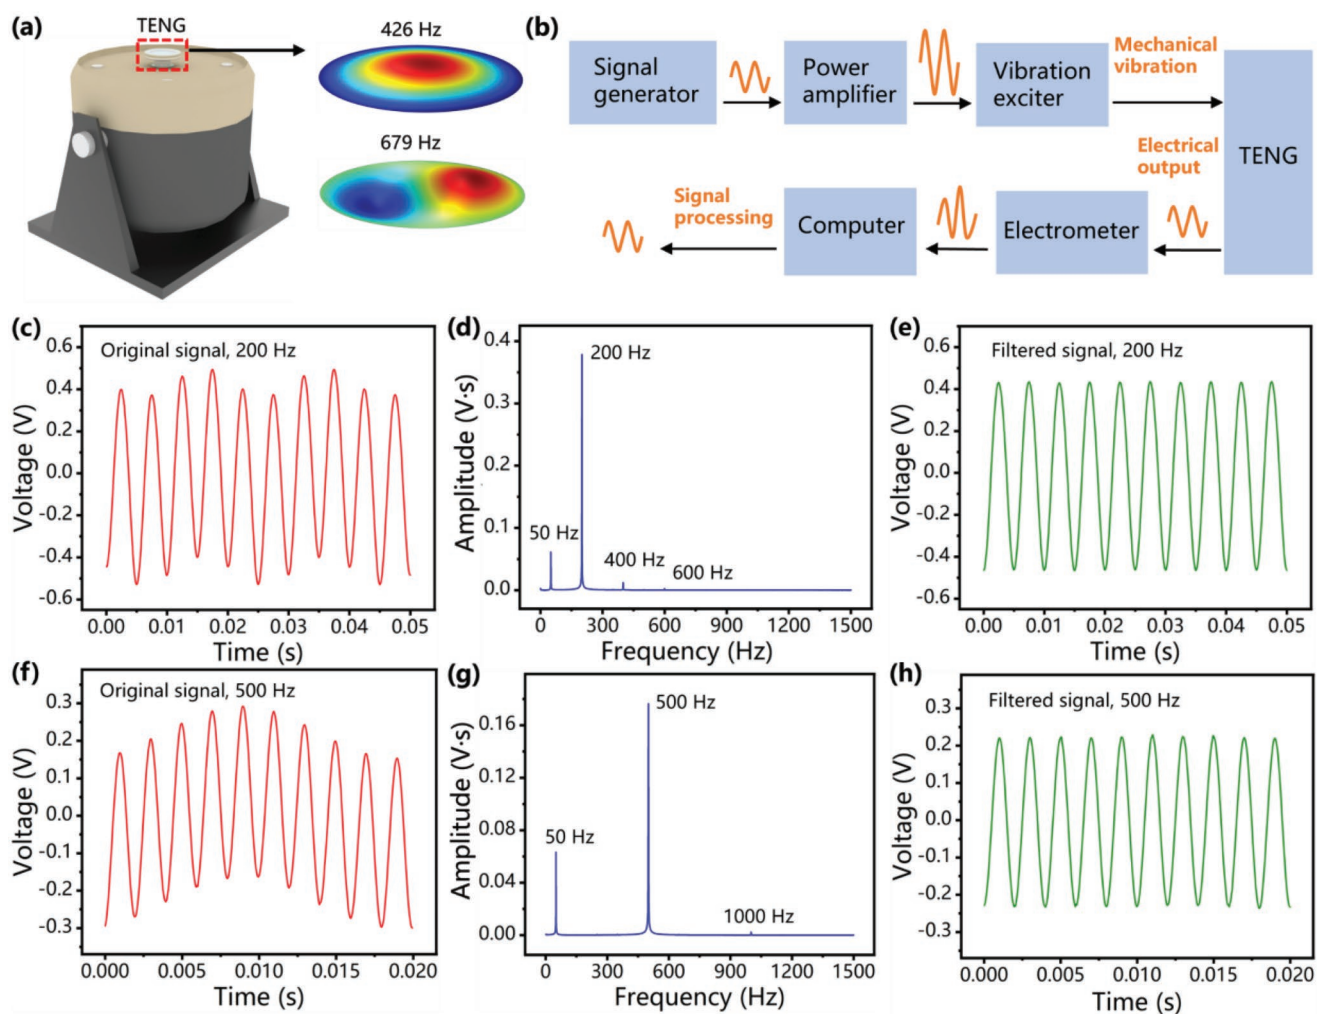 (a)
TENG
426 Hz
679 Hz
(b)
Signal
generator
Power
amplifier
Vibration
exciter
Mechanical
vibration
TENG
Electrical
output
Electrometer
Computer
Signal
processing
(c)
Original signal, 200 Hz
Voltage (V)
0.6
0.4
0.2
0.0
-0.2
-0.4
-0.6
0.00 0.01 0.02 0.03 0.04 0.05
Time (s)
(d)
Amplitude (V·s)
0.4
0.3
0.2
0.1
0.0
50 Hz
200 Hz
400 Hz
600 Hz
0 300 600 900 1200 1500
Frequency (Hz)
(e)
Filtered signal, 200 Hz
Voltage (V)
0.6
0.4
0.2
0.0
-0.2
-0.4
-0.6
0.00 0.01 0.02 0.03 0.04 0.05
Time (s)
(f)
Original signal, 500 Hz
Voltage (V)
0.3
0.2
0.1
0.0
-0.1
-0.2
-0.3
0.000 0.005 0.010 0.015 0.020
Time (s)
(g)
Amplitude (V·s)
0.16
0.12
0.08
0.04
0.00
50 Hz
500 Hz
1000 Hz
0 300 600 900 1200 1500
Frequency (Hz)
(h)
Filtered signal, 500 Hz
Voltage (V)
0.3
0.2
0.1
0.0
-0.1
-0.2
-0.3
0.000 0.005 0.010 0.015 0.020
Time (s)